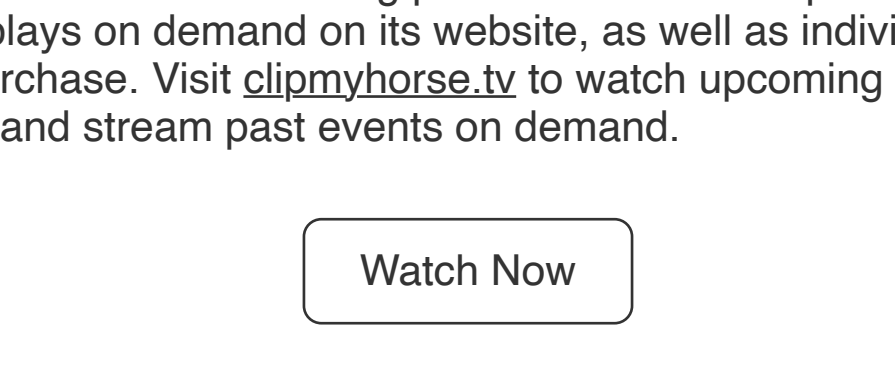 plays on demand on its website, as well as
rchase. Visit clipmyhorse.tv to watch upcoming
and stream past events on demand.
Watch Now